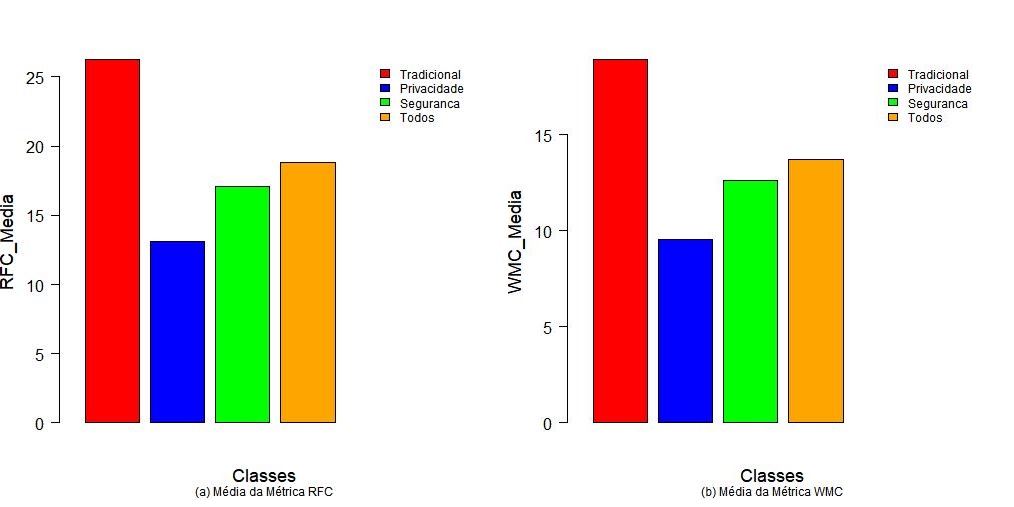 RFC_Media
25
20
15
10
5
0
Tradicional
Privacidade
Seguranca
Todos
Classes
(a) Média da Métrica RFC
WMC_Media
15
10
5
0
Tradicional
Privacidade
Seguranca
Todos
Classes
(b) Média da Métrica WMC